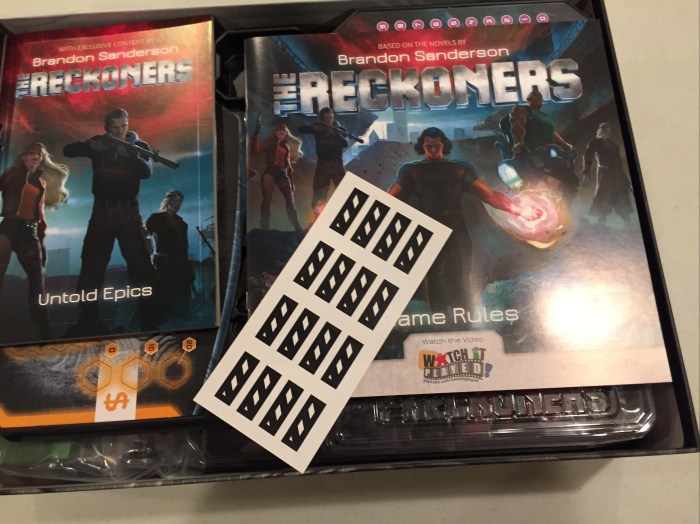 WITH EXCLUSIVE CONTENT BY
Brandon Sanderson
THE RECKONERS
Untold Epics
$
BASED ON THE NOVELS BY
Brandon Sanderson
THE RECKONERS
Game Rules
Watch the Video
WATCH IT
PLAYED!
RECKONERS